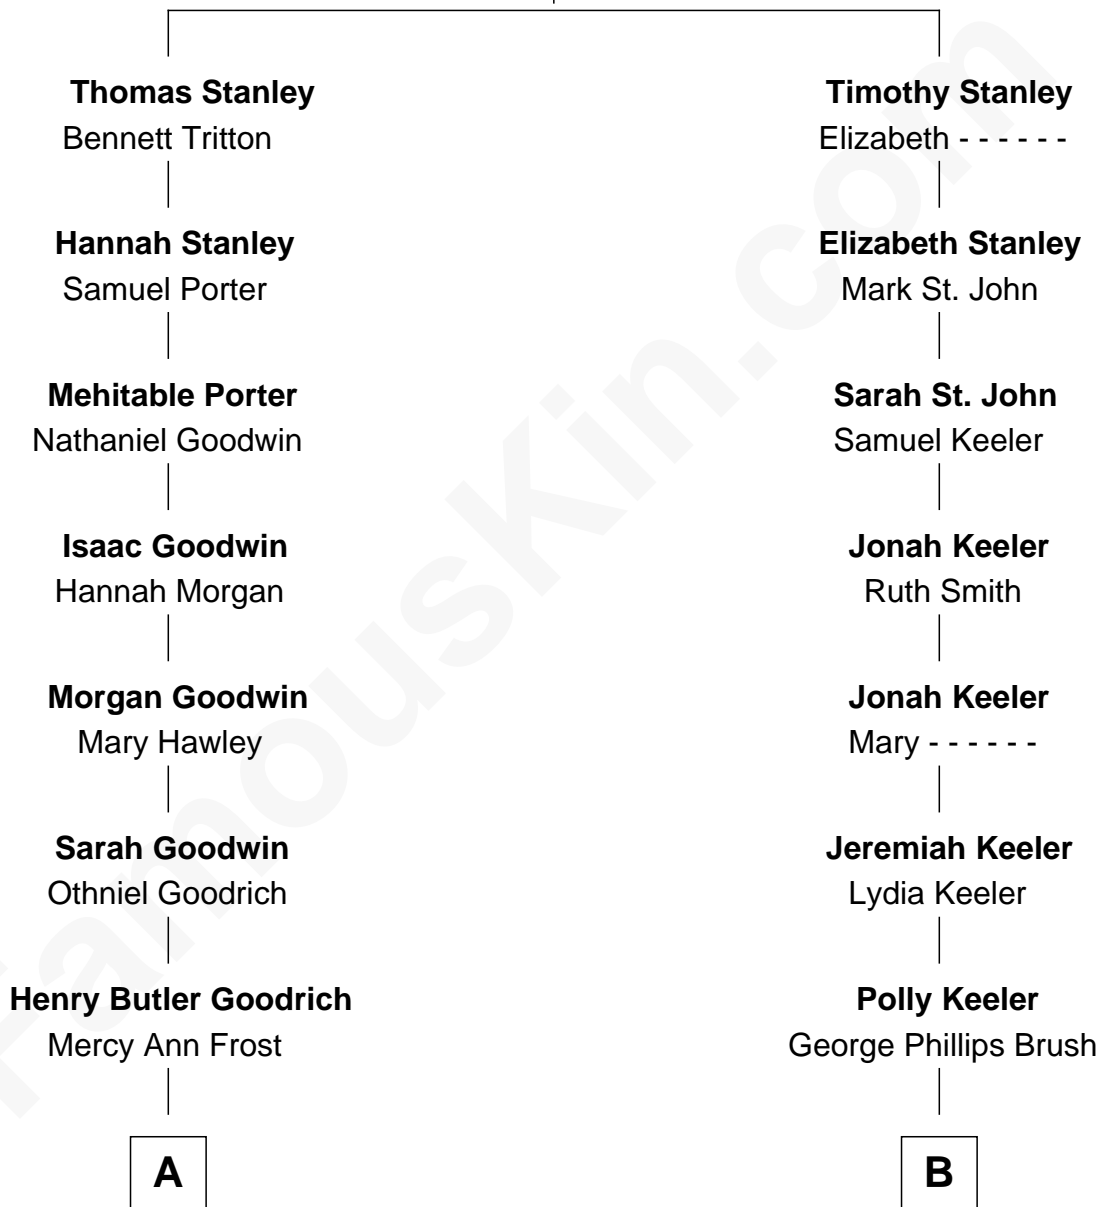 Thomas Stanley
Bennett Tritton
Hannah Stanley
Samuel Porter
Mehitable Porter
Nathaniel Goodwin
Isaac Goodwin
Hannah Morgan
Morgan Goodwin
Mary Hawley
Sarah Goodwin
Othniel Goodrich
Henry Butler Goodrich
Mercy Ann Frost
A
Timothy Stanley
Elizabeth - - - - - -
Elizabeth Stanley
Mark St. John
Sarah St. John
Samuel Keeler
Jonah Keeler
Ruth Smith
Jonah Keeler
Mary - - - - - -
Jeremiah Keeler
Lydia Keeler
Polly Keeler
George Phillips Brush
B
FamousKin.com